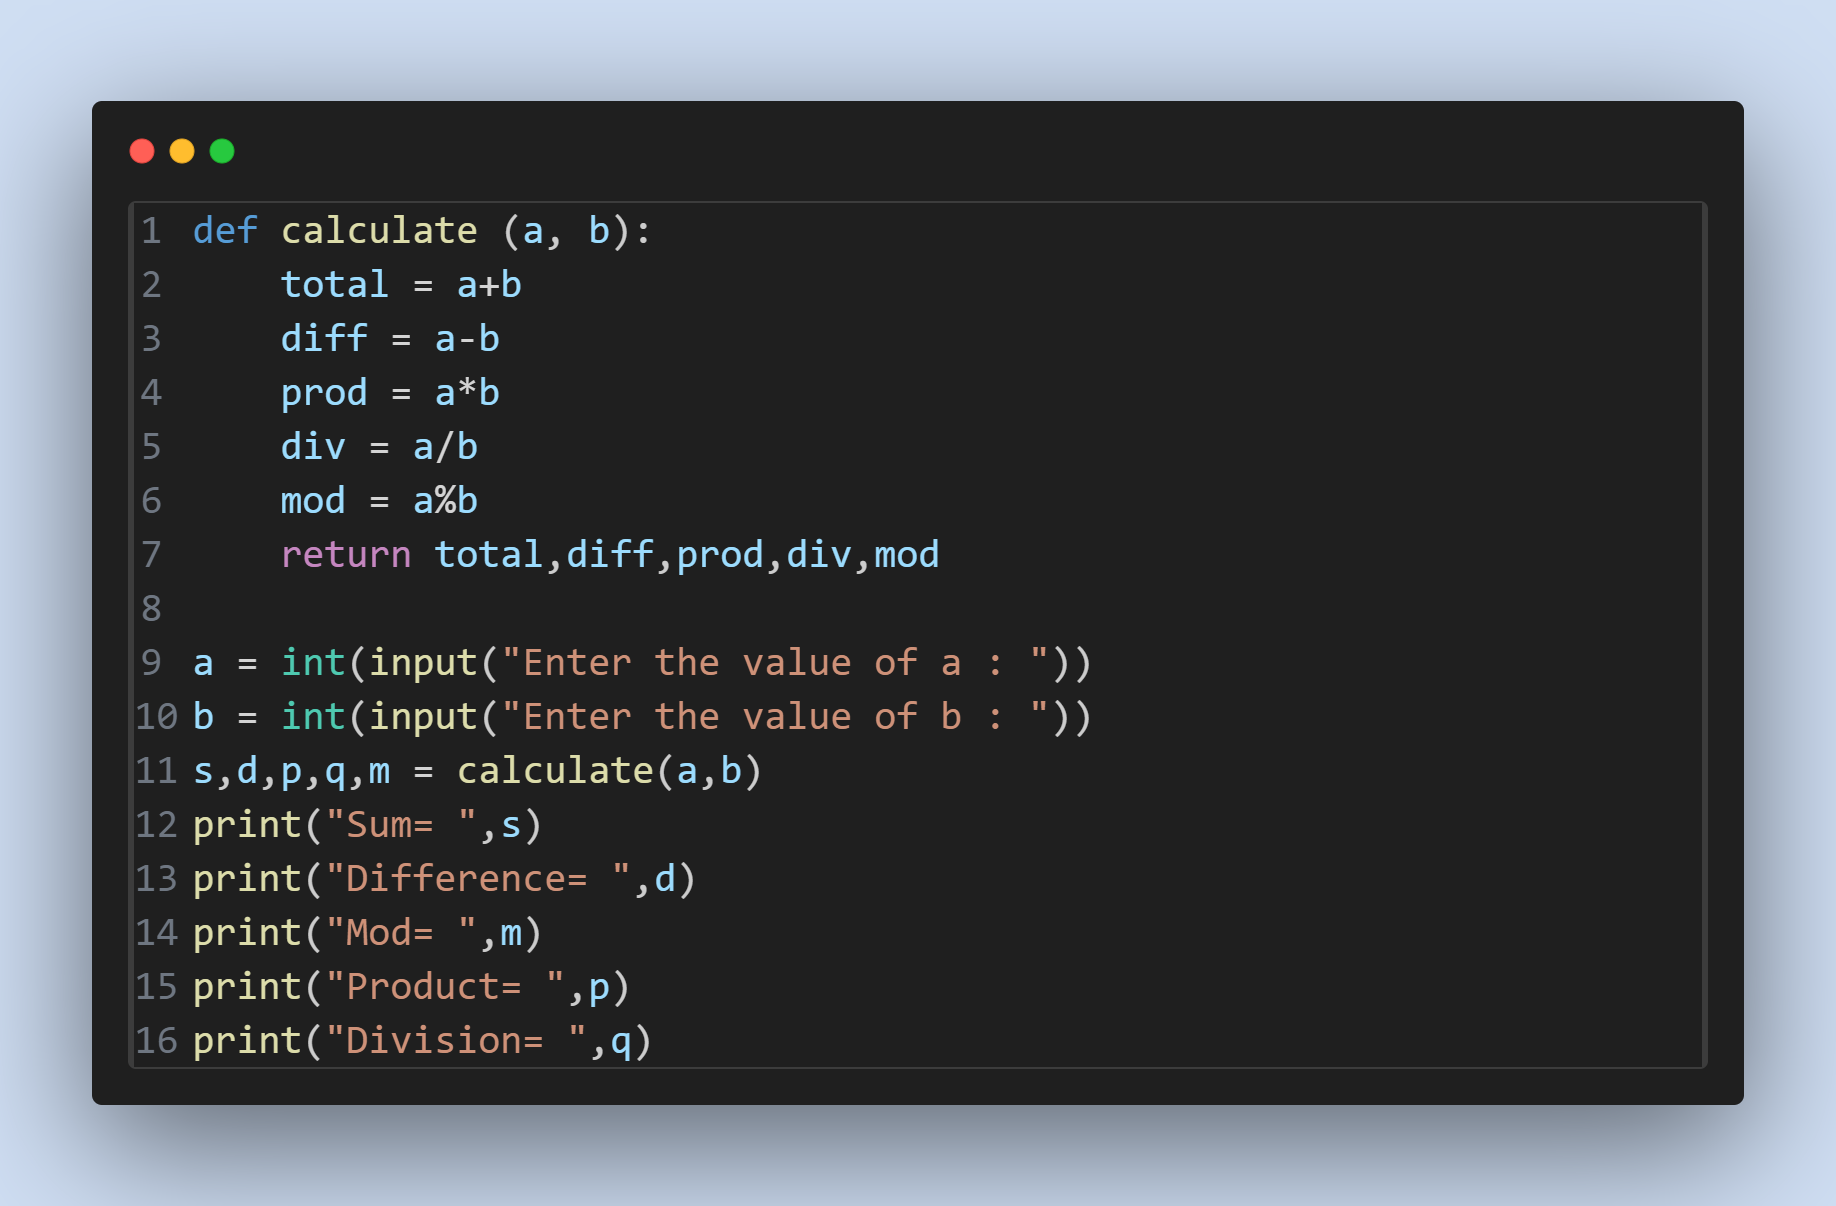 1 def calculate (a, b):
2     total = a+b
3     diff = a-b
4     prod = a*b
5     div = a/b
6     mod = a%b
7     return total,diff,prod,div,mod
8
9 a = int(input("Enter the value of a : "))
10 b = int(input("Enter the value of b : "))
11 s,d,p,q,m = calculate(a,b)
12 print("Sum= ",s)
13 print("Difference= ",d)
14 print("Mod= ",m)
15 print("Product= ",p)
16 print("Division= ",q)